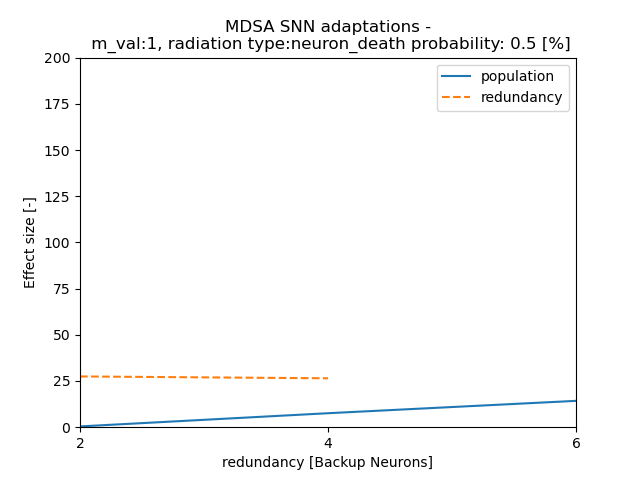 MDSA SNN adaptations -
m_val:1, radiation type:neuron_death probability: 0.5 [%]
population
redundancy
200
175
150
125
100
75
50
25
0
Effect size [-]
2
4
6
redundancy [Backup Neurons]